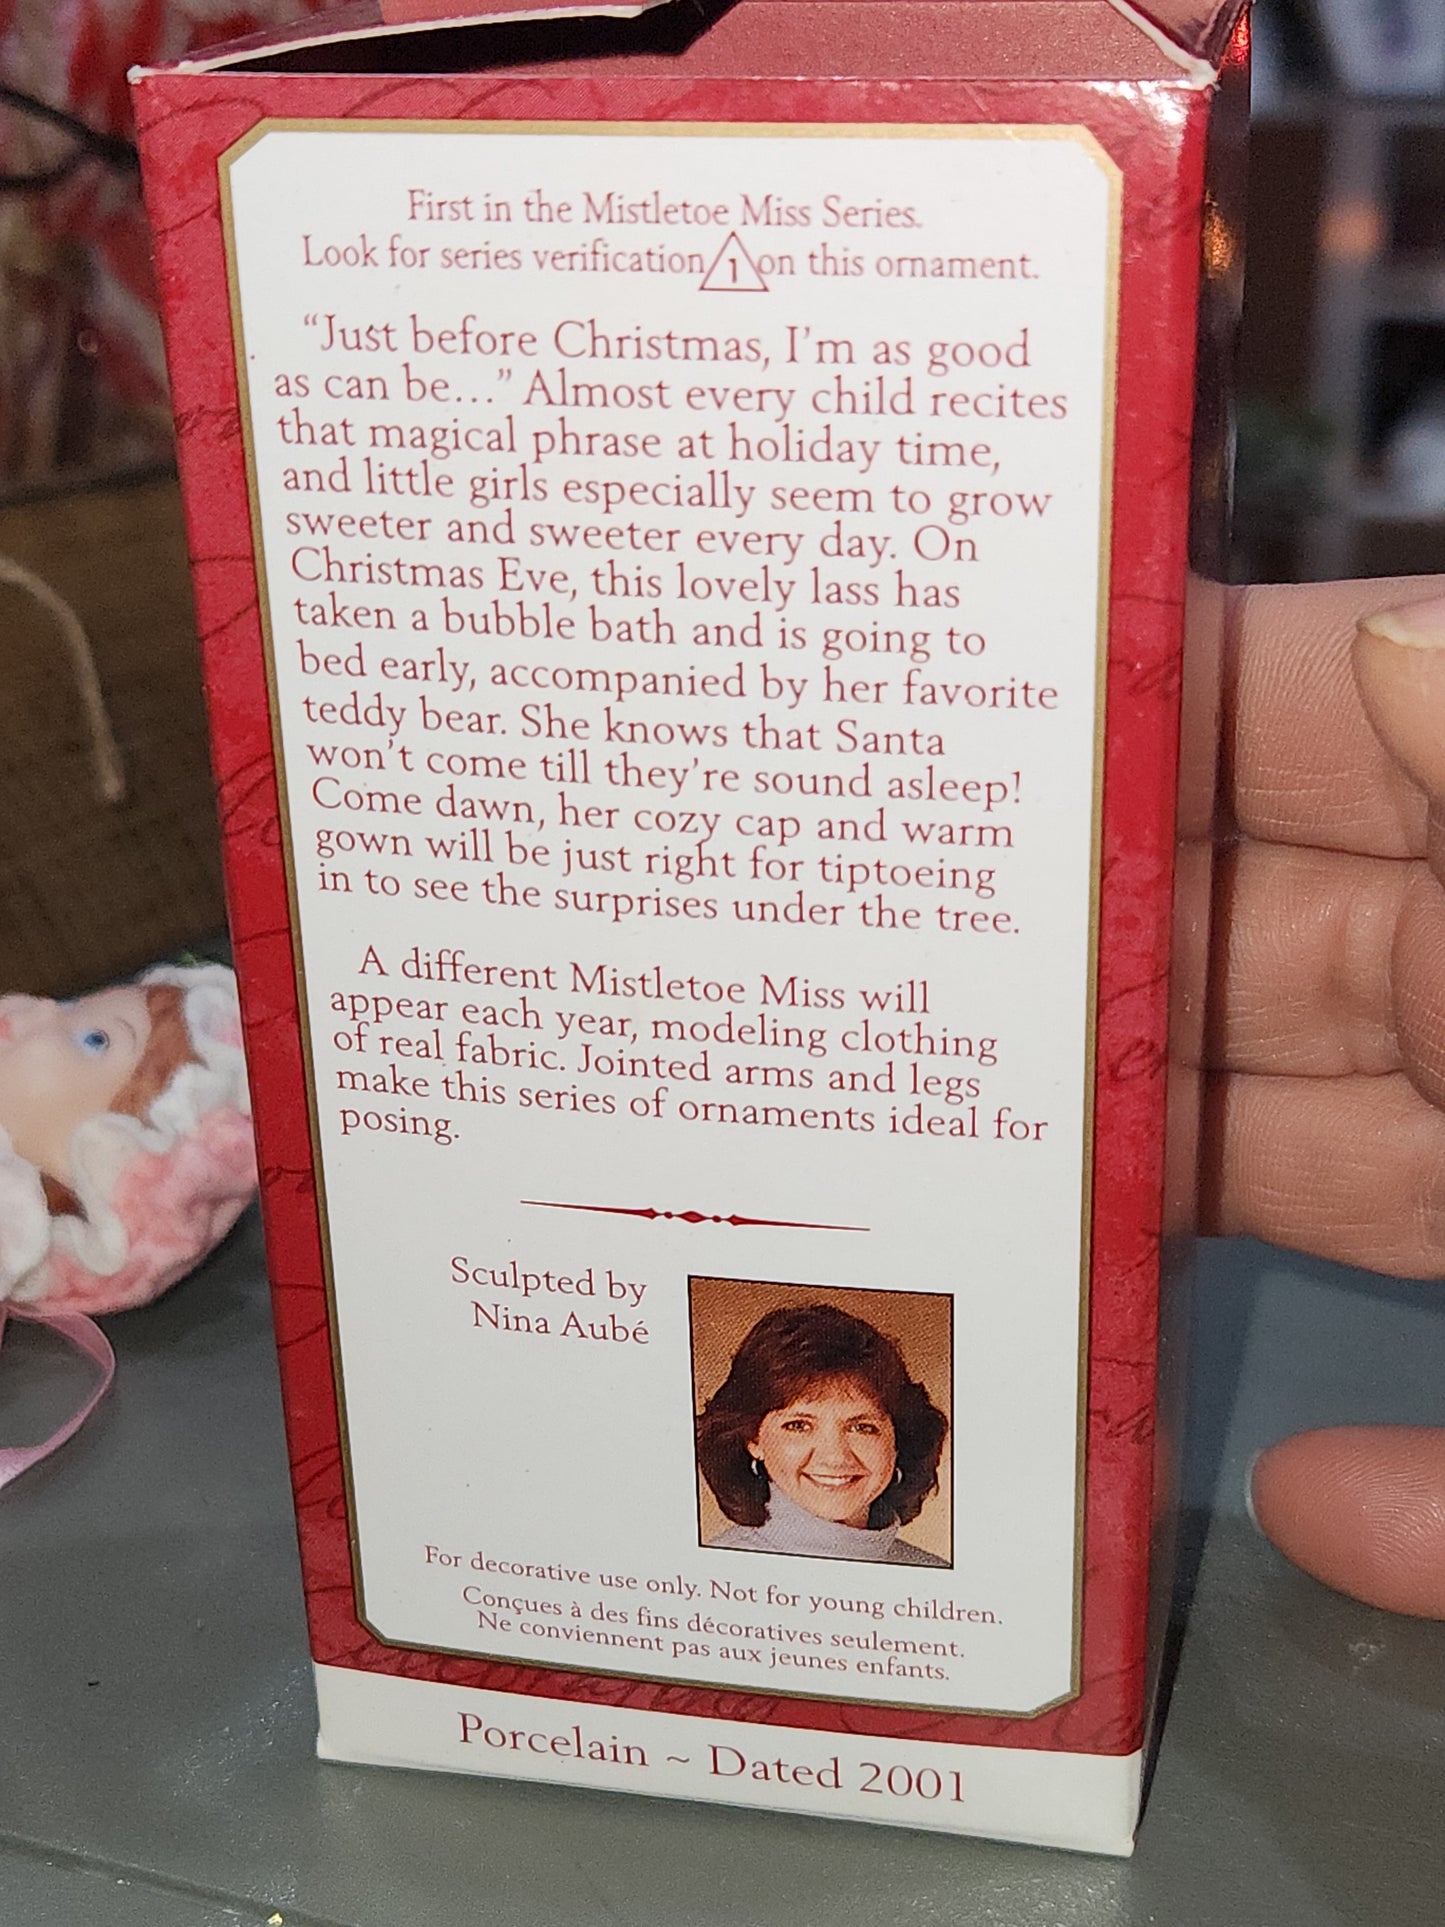 First in the Mistletoe Miss Series.
Look for series verification 1 on this ornament.
“Just before Christmas, I’m as good
as can be…” Almost every child recites
that magical phrase at holiday time,
and little girls especially seem to grow
sweeter and sweeter every day. On
Christmas Eve, this lovely lass has
taken a bubble bath and is going to
bed early, accompanied by her favorite
teddy bear. She knows that Santa
won’t come till they’re sound asleep!
Come dawn, her cozy cap and warm
gown will be just right for tiptoeing
in to see the surprises under the tree.
A different Mistletoe Miss will
appear each year, modeling clothing
of real fabric. Jointed arms and legs
make this series of ornaments ideal for
posing.
Sculpted by
Nina Aubé
For decorative use only. Not for young children.
Conçues à des fins décoratives seulement.
Ne conviennent pas aux jeunes enfants.
Porcelain ~ Dated 2001